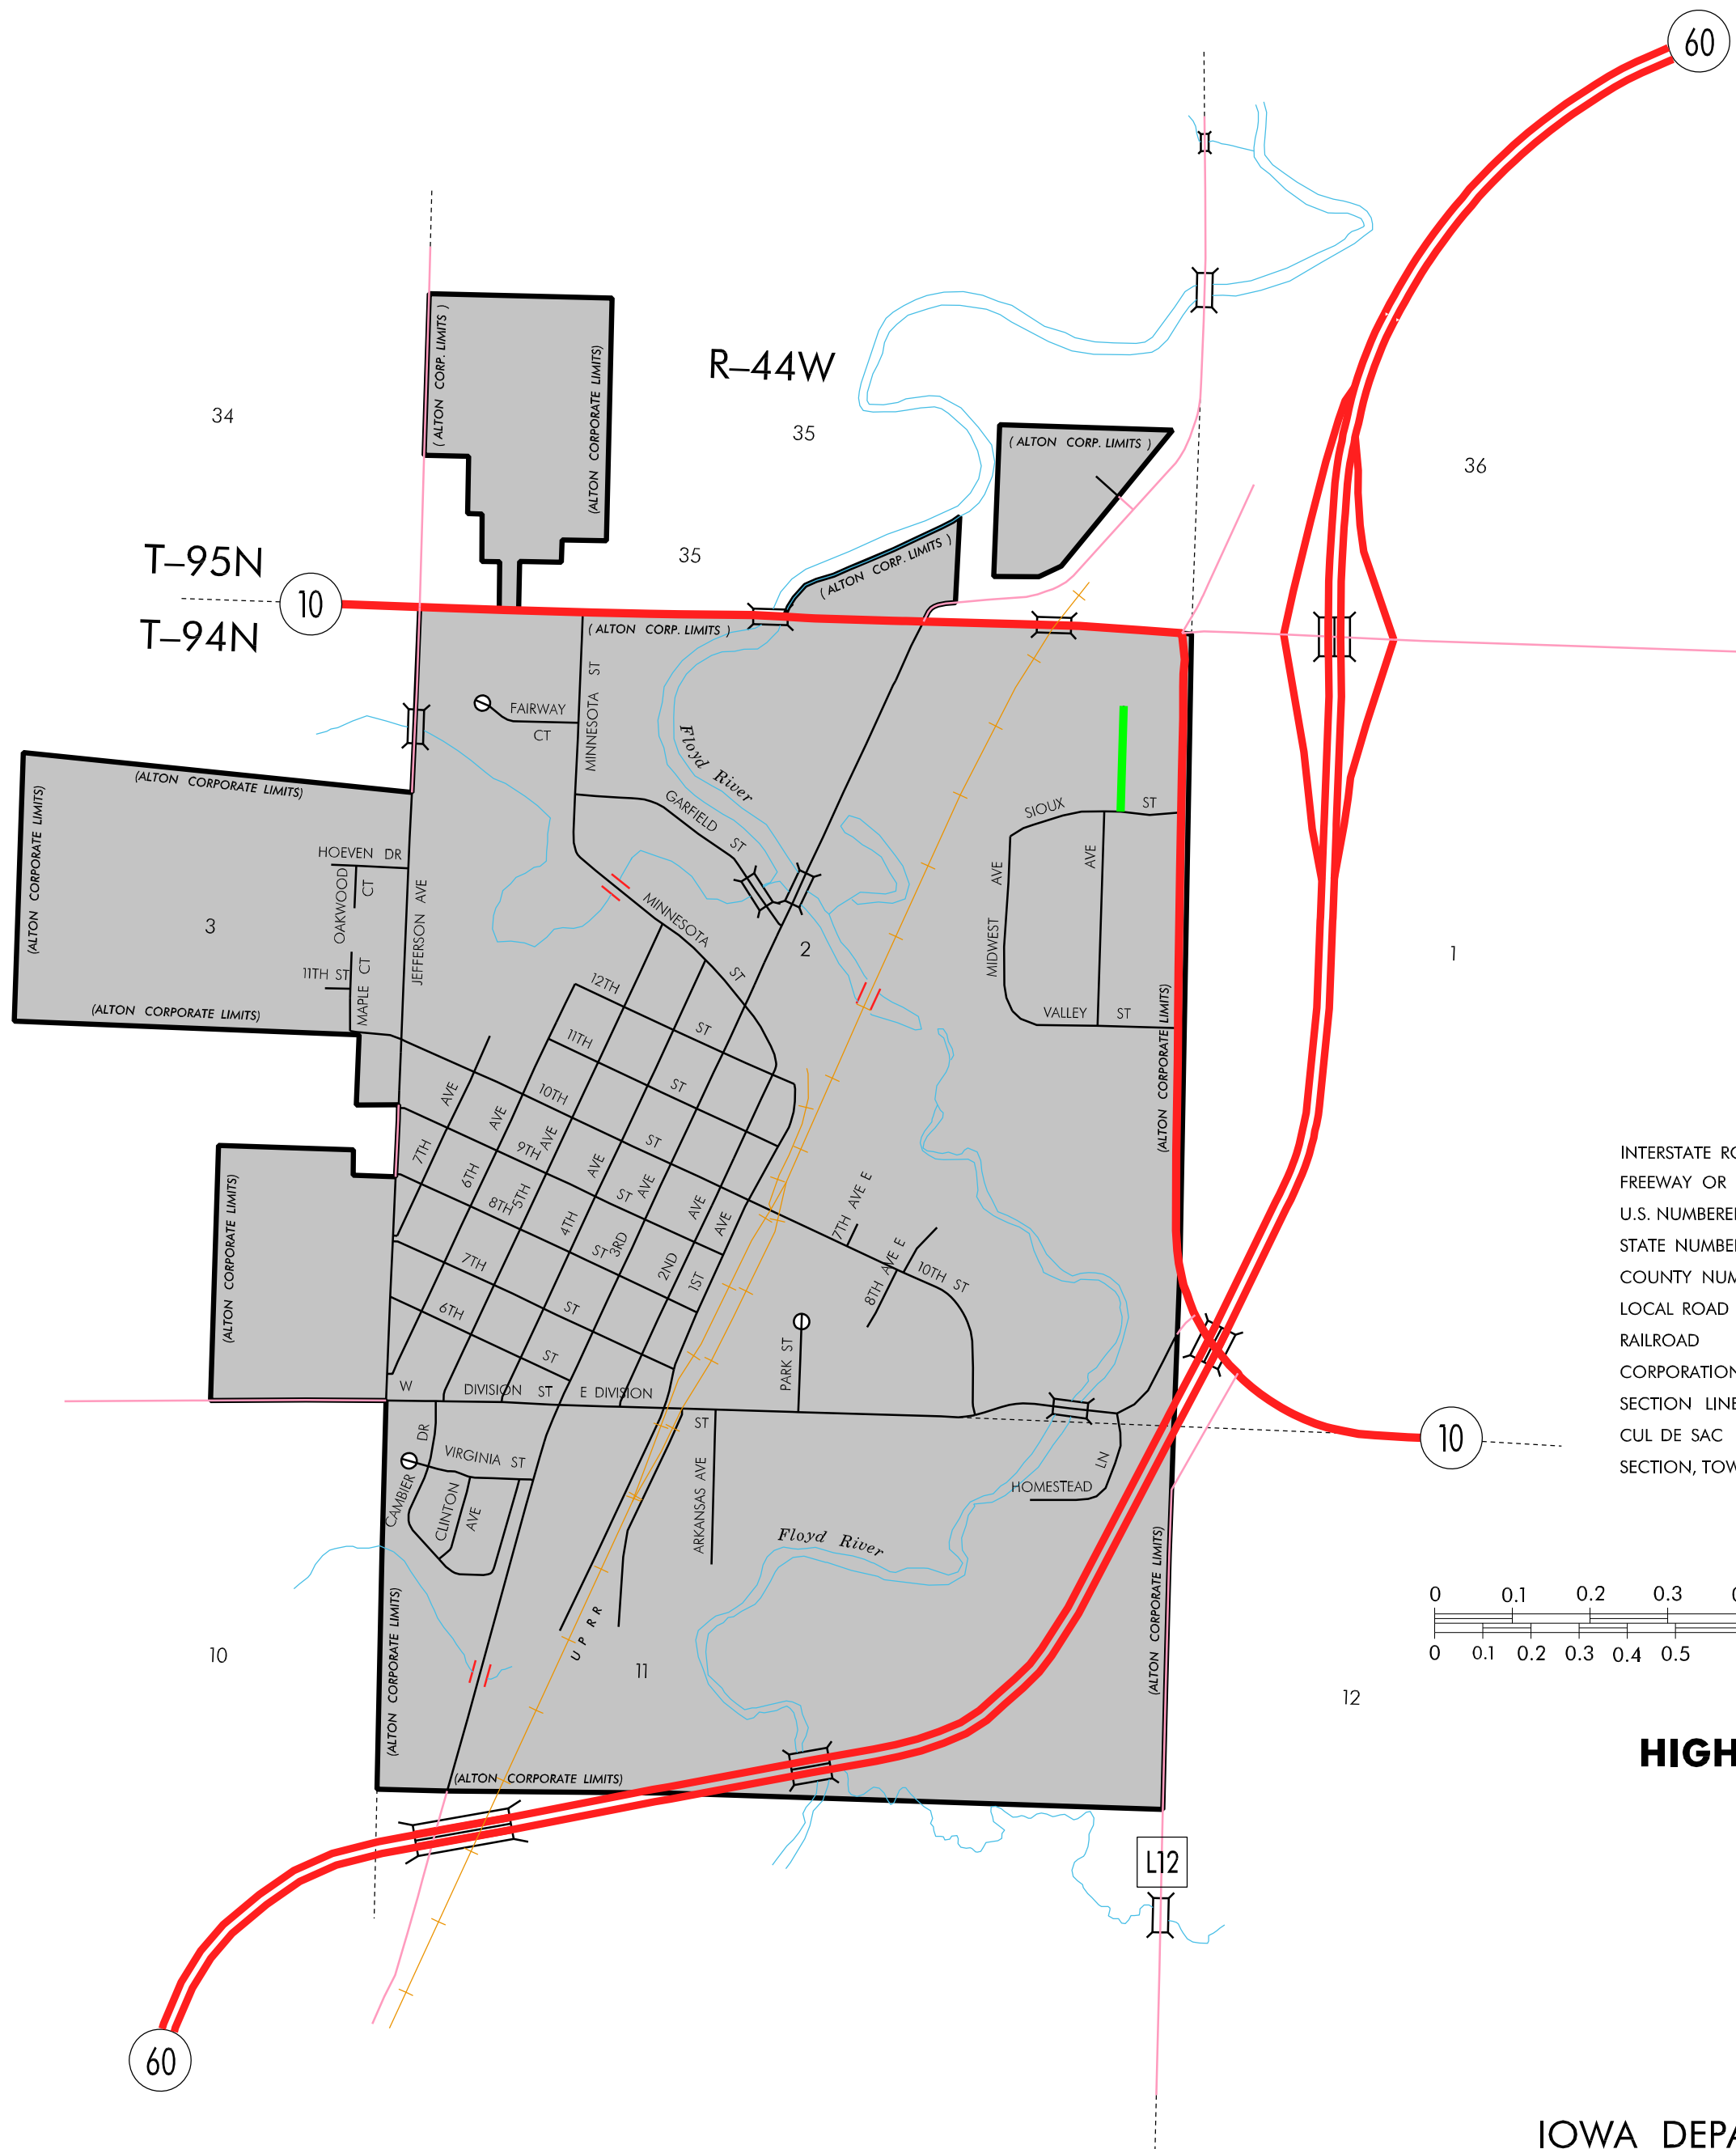 60
( ALTON CORP. LIMITS )
(ALTON CORPORATE LIMITS)
R–44W
34
35
( ALTON CORP. LIMITS )
36
T–95N
35
( ALTON CORP. LIMITS )
10
T–94N
( ALTON CORP. LIMITS )
MINNESOTA ST
FAIRWAY
CT
Floyd River
(ALTON CORPORATE LIMITS)
(ALTON CORPORATE LIMITS)
GARFIELD ST
SIOUX ST
HOEVEN DR
OAKWOOD
CT
JEFFERSON AVE
MIDWEST AVE
AVE
MINNESOTA ST
3
2
1
11TH ST
MAPLE CT
(ALTON CORPORATE LIMITS)
12TH ST
VALLEY ST
(ALTON CORPORATE LIMITS)
11TH ST
10TH ST
9TH ST
8TH ST
7TH ST
6TH ST
7TH AVE
6TH AVE
5TH AVE
4TH AVE
3RD AVE
2ND AVE
1ST AVE
(ALTON CORPORATE LIMITS)
7TH AVE E
8TH AVE E
10TH ST
PARK ST
INTERSTATE RO
FREEWAY OR
U.S. NUMBERE
STATE NUMBE
COUNTY NUM
LOCAL ROAD
RAILROAD
CORPORATION
SECTION LINE
CUL DE SAC
SECTION, TOW
W DIVISION ST E DIVISION ST
10
CAMBIER DR
VIRGINIA ST
CLINTON
AVE
ARKANSAS AVE
HOMESTEAD LN
Floyd River
(ALTON CORPORATE LIMITS)
(ALTON CORPORATE LIMITS)
U P R R
10
11
12
0 0.1 0.2 0.3
0 0.1 0.2 0.3 0.4 0.5
HIGH
(ALTON CORPORATE LIMITS)
L12
60
IOWA DEPA